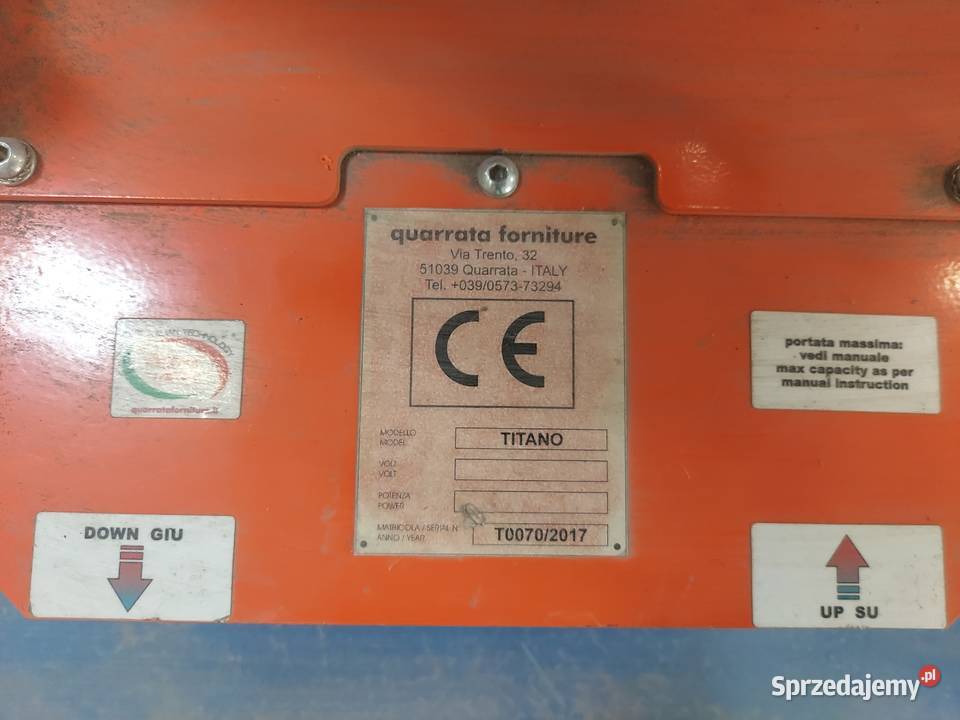 quarrata forniture
Via Trento, 32
51039 Quarrata - ITALY
Tel. +039/0573-73294
CE
MODELLO
MODEL
TITANO
VOLT
VOLT
POTENZA
POWER
MATRICOLA / SERIAL N.
ANNO / YEAR
T0070/2017
TECHNOLOGY
quarrataforniture.it
portata massima:
vedi manuale
max capacity as per
manual instruction
DOWN GIU
UP SU
Sprzedajemy.pl